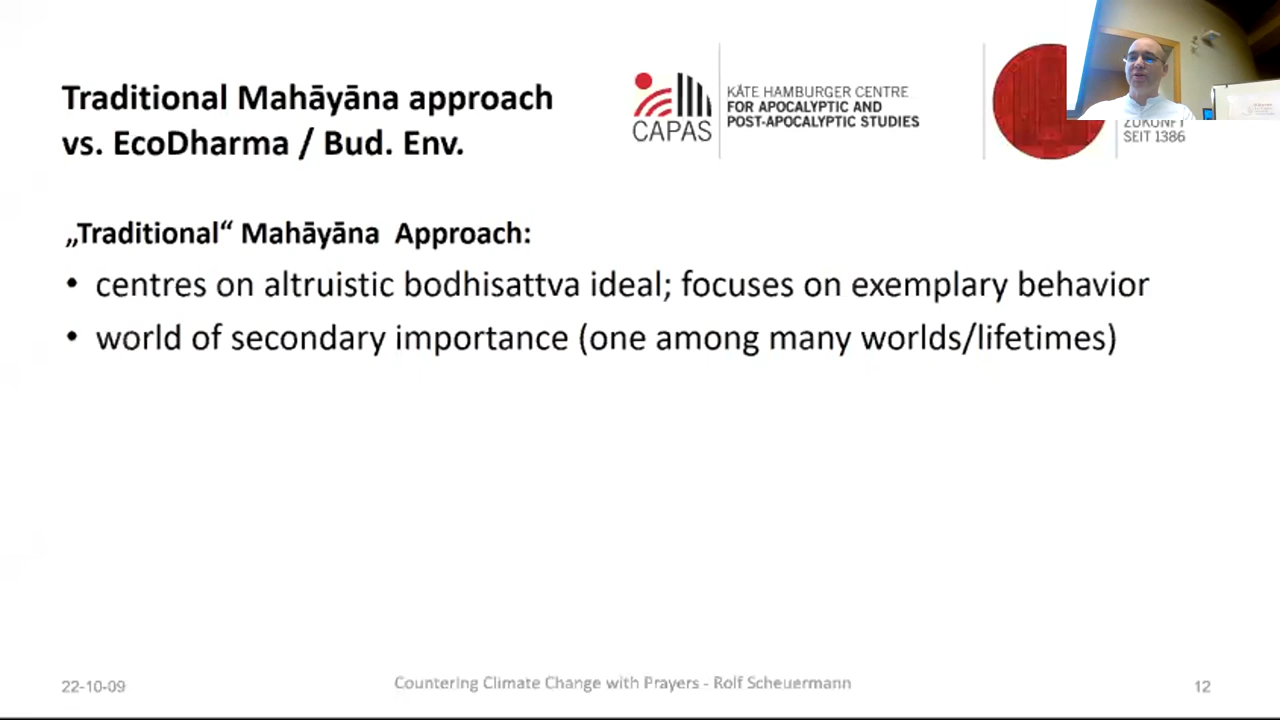 Traditional Mahāyāna approach
vs. EcoDharma / Bud. Env.
CAPAS
KÄTE HAMBURGER CENTRE
FOR APOCALYPTIC AND
POST-APOCALYPTIC STUDIES
ZUKUNFT
SEIT 1386
„Traditional“ Mahāyāna Approach:
• centres on altruistic bodhisattva ideal; focuses on exemplary behavior
• world of secondary importance (one among many worlds/lifetimes)
22-10-09
Countering Climate Change with Prayers - Rolf Scheuermann
12